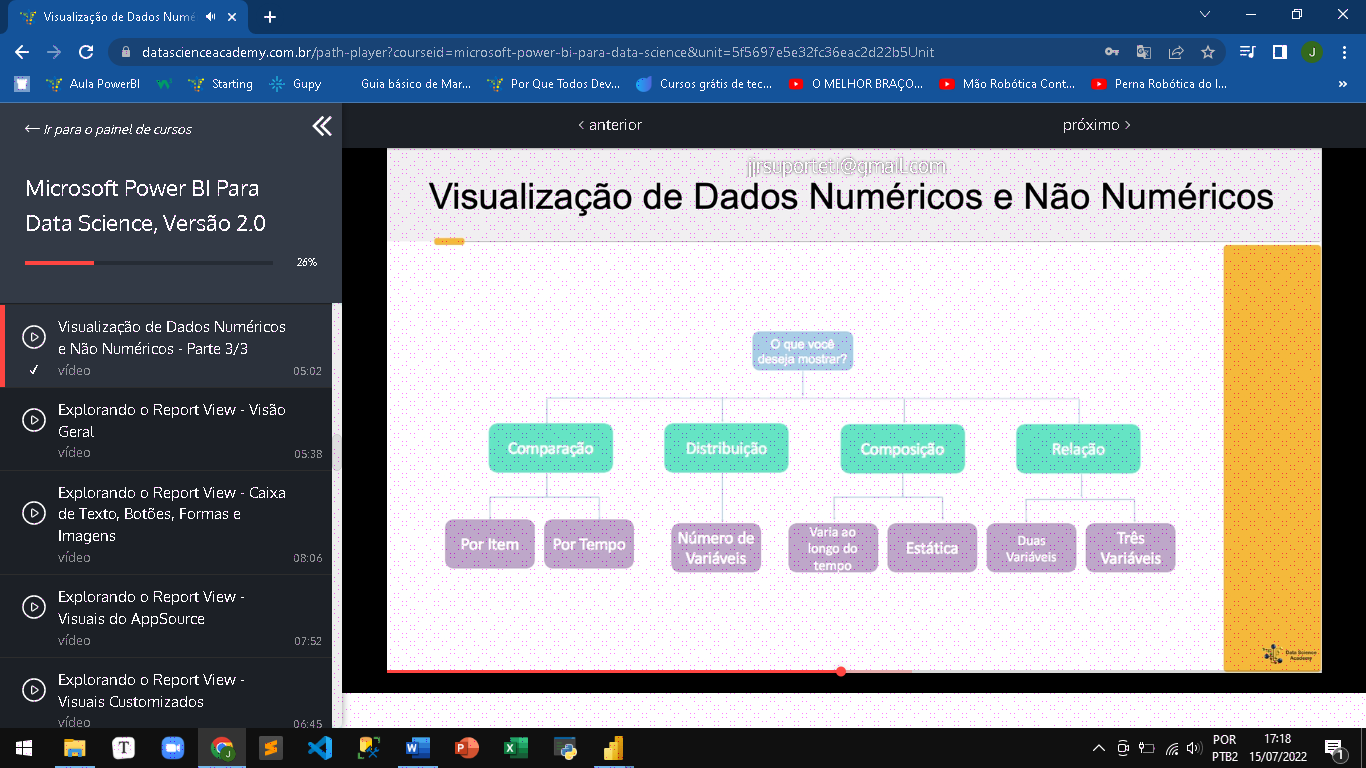 Visualização de Dados Numé
datascienceacademy.com.br/path-player?courseid=microsoft-power-bi-para-data-science&unit=5f5697e5e32fc36eac2d22b5Unit
J
Aula PowerBI
Starting
Gupy
Guia básico de Mar...
Por Que Todos Dev...
Cursos grátis de tec...
O MELHOR BRAÇO...
Mão Robótica Cont...
Perna Robótica do I...
»
← Ir para o painel de cursos
< anterior
próximo >
Microsoft Power BI Para
Data Science, Versão 2.0
26%
Visualização de Dados Numéricos
e Não Numéricos - Parte 3/3
vídeo
05:02
Explorando o Report View - Visão
Geral
vídeo
05:38
Explorando o Report View - Caixa
de Texto, Botões, Formas e
Imagens
vídeo
08:06
Explorando o Report View -
Visuais do AppSource
vídeo
07:52
Explorando o Report View -
Visuais Customizados
vídeo
06:45
jjrsuporteti@gmail.com
Visualização de Dados Numéricos e Não Numéricos
O que você
deseja mostrar?
Comparação
Distribuição
Composição
Relação
Por Item
Por Tempo
Número de
Variáveis
Varia ao
longo do
tempo
Estática
Duas
Variáveis
Três
Variáveis
Data Science
Academy
POR
PTB2
17:18
15/07/2022
1